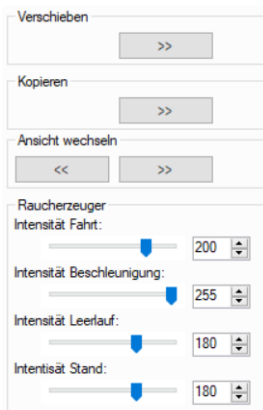 Verschieben
>>
Kopieren
>>
Ansicht wechseln
<< >>
Raucherzeuger
Intensität Fahrt:
200
Intensität Beschleunigung:
255
Intensität Leerlauf:
180
Intentisät Stand:
180